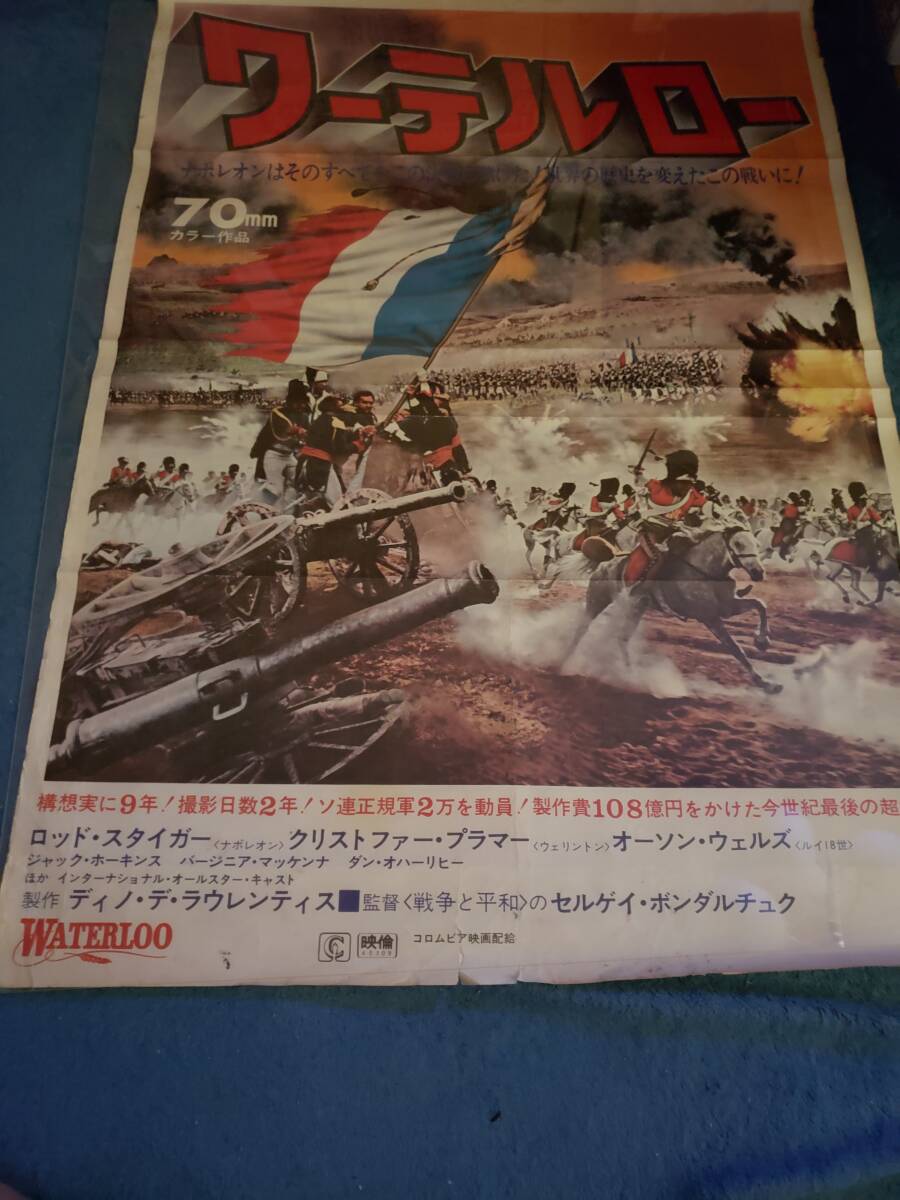 ワーテルロー
ナポレオンはそのすべてを この 世界の歴史を変えたこの戦いに!
70mm
カラー作品
構想実に9年!撮影日数2年!ソ連正規軍2万を動員!製作費108億円をかけた今世紀最後の超
ロッド・スタイガー〈ナポレオン〉クリストファー・プラマー〈ウェリントン〉オーソン・ウェルズ〈ルイ18世〉
ジャック・ホーキンス バージニア・マッケンナ ダン・オハーリヒー
ほか インターナショナル・オールスター・キャスト
製作 ディノ・デ・ラウレンティス■監督〈戦争と平和〉の セルゲイ・ボンダルチュク
WATERLOO
映倫
コロムビア映画配給